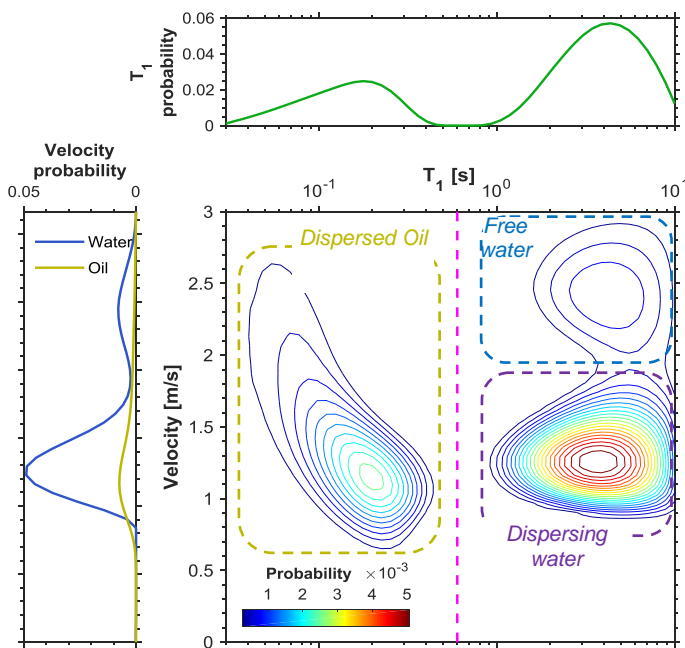 0.06
0.04
0.02
0
T1
probability
Velocity
probability
0.05
0
T1 [s]
10-1
100
10
Water
Oil
3
2.5
2
1.5
1
0.5
0
Velocity [m/s]
Dispersed Oil
Free
water
Dispersing
water
Probability ×10-3
1 2 3 4 5